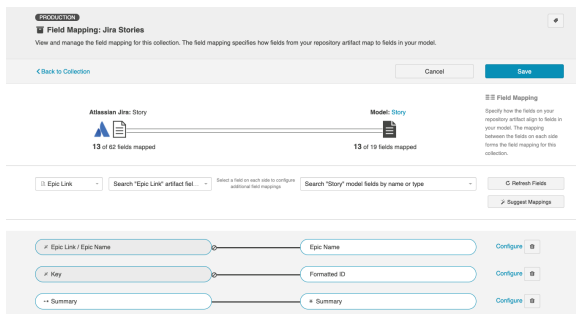 PRODUCTION
Field Mapping: Jira Stories
View and manage the field mapping for this collection. The field mapping specifies how fields from your repository artifact map to fields in your model.
Back to Collection
Cancel
Save
Atlassian Jira: Story
Model: Story
13 of 62 fields mapped
13 of 19 fields mapped
Field Mapping
Specify how the fields on your
repository artifact align to fields in
your model. The mapping
between the fields on each side
forms the field mapping for this
collection.
Epic Link
Search "Epic Link" artifact fiel...
Select a field on each side to configure
additional field mappings
Search "Story" model fields by name or type
Refresh Fields
Suggest Mappings
Epic Link / Epic Name
Epic Name
Configure
Key
Formatted ID
Configure
Summary
Summary
Configure